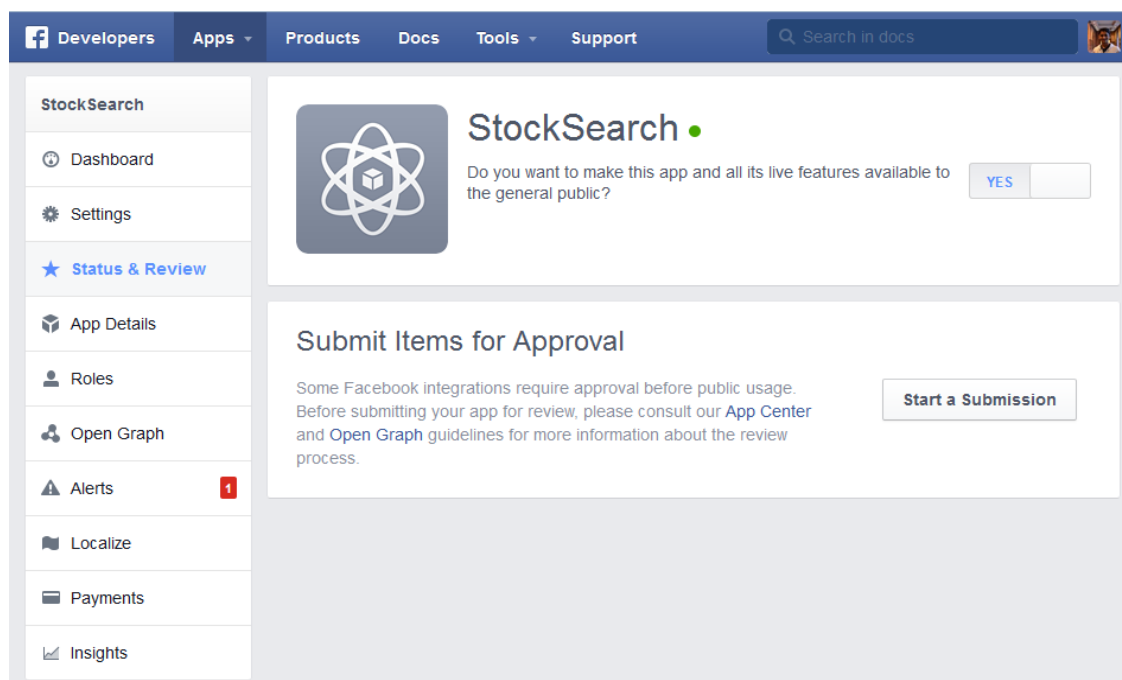 Developers
Apps
Products
Docs
Tools
Support
Search in docs
StockSearch
Dashboard
Settings
Status & Review
App Details
Roles
Open Graph
Alerts
1
Localize
Payments
Insights
StockSearch
Do you want to make this app and all its live features available to
the general public?
YES
Submit Items for Approval
Some Facebook integrations require approval before public usage.
Before submitting your app for review, please consult our App Center
and Open Graph guidelines for more information about the review
process.
Start a Submission